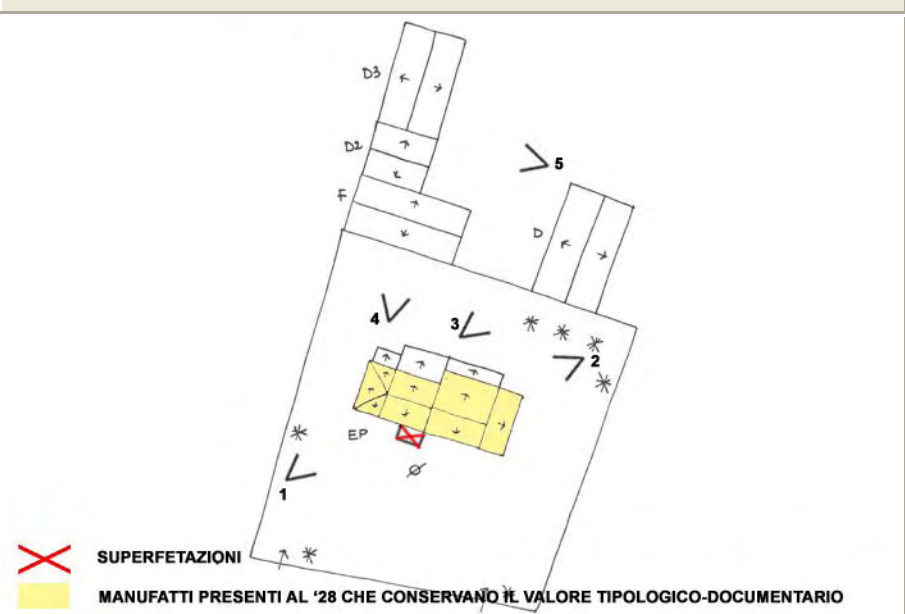 D3
D2
5
F
D
4
3
2
EP
1
SUPERFETAZIONI
MANUFATTI PRESENTI AL ‘28 CHE CONSERVANO IL VALORE TIPOLOGICO-DOCUMENTARIO